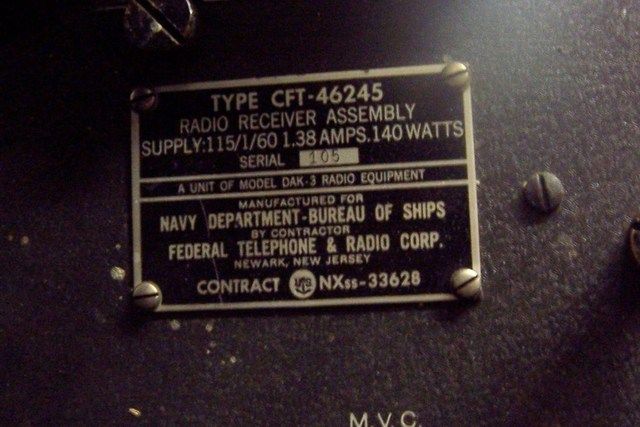 TYPE CFT-46245
RADIO RECEIVER ASSEMBLY
SUPPLY:115/1/60 1.38 AMPS.140 WATTS
SERIAL 105
A UNIT OF MODEL DAK-3 RADIO EQUIPMENT
MANUFACTURED FOR
NAVY DEPARTMENT-BUREAU OF SHIPS
BY CONTRACTOR
FEDERAL TELEPHONE & RADIO CORP.
NEWARK, NEW JERSEY
CONTRACT NXss-33628
M.V.C.